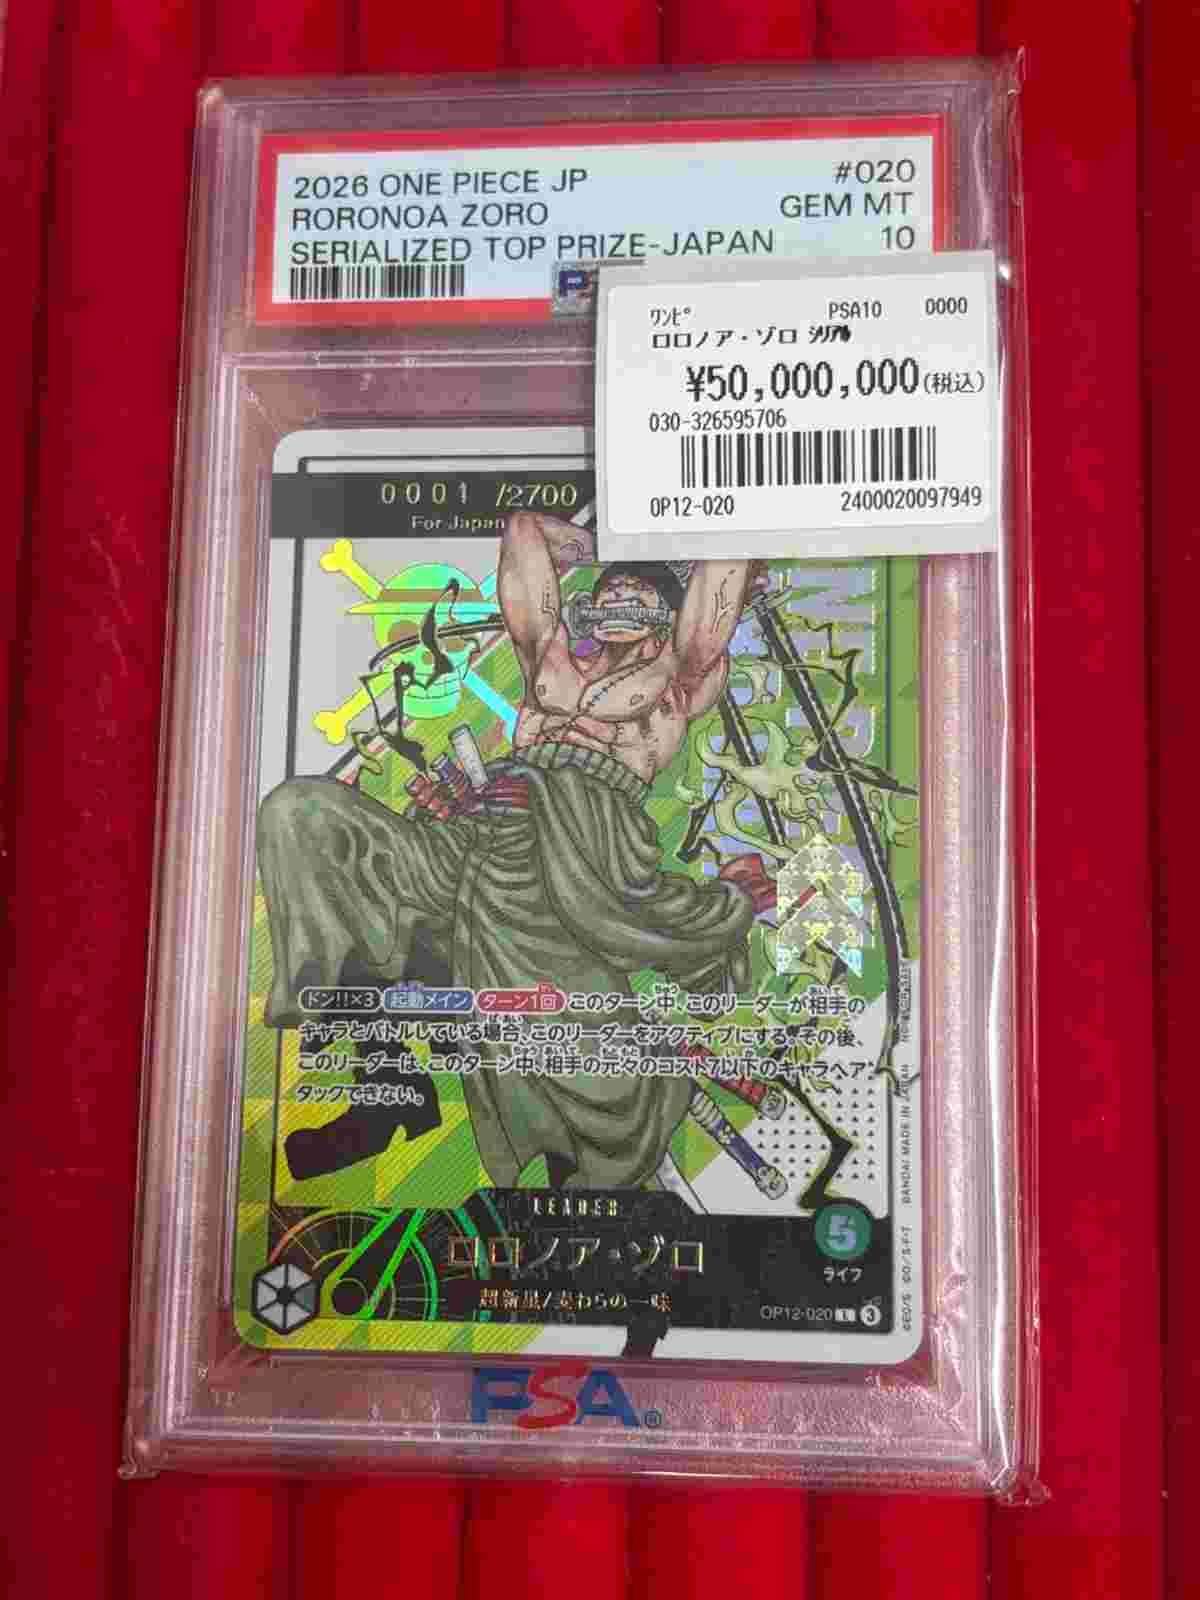 2026 ONE PIECE JP #020
RORONOA ZORO GEM MT
SERIALIZED TOP PRIZE-JAPAN 10
ワンピ PSA10 0000
ロロノア・ゾロ シリアル
¥50,000,000(税込)
030-326595706
OP12-020 2400020097949
0001 /2700
For Japan
ドン!!×3 起動メイン ターン1回 このターン中、このリーダーが相手の
キャラとバトルしている場合、このリーダーをアクティブにする。その後、
このリーダーは、このターン中、相手の元々のコスト7以下のキャラへア
タックできない。
LEADER
ロロノア・ゾロ
超新星/麦わらの一味
5
ライフ
OP12-020 L 3
BANDAI MADE IN JAPAN
PSA®